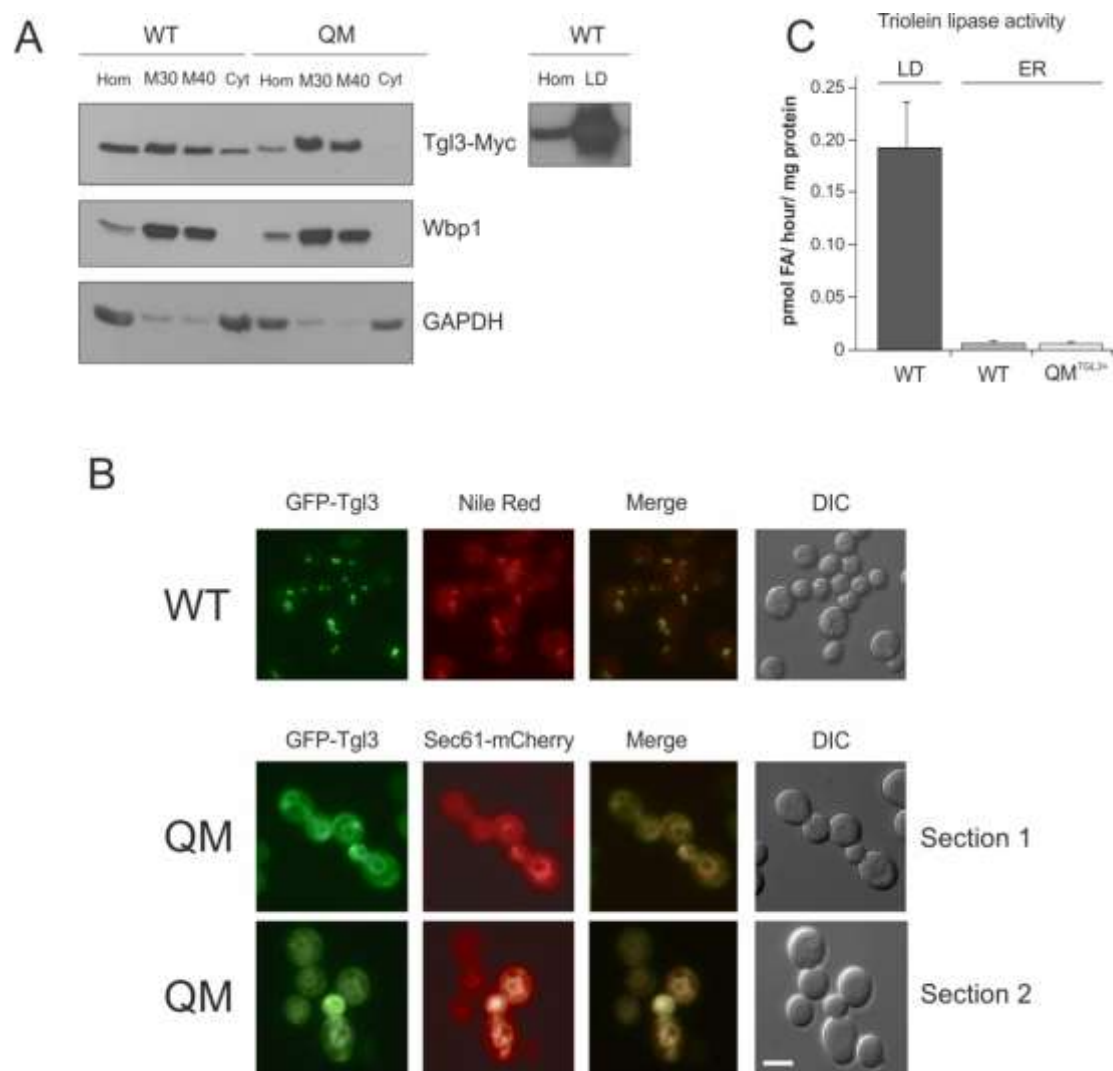 A
WT QM WT
Hom M30 M40 Cyt Hom M30 M40 Cyt Hom LD
Tgl3-Myc
Wbp1
GAPDH
C
Triolein lipase activity
LD ER
pmol FA/ hour/ mg protein
0.25
0.20
0.15
0.10
0.05
0
WT WT QM
B
GFP-Tgl3 Nile Red Merge DIC
WT
GFP-Tgl3 Sec61-mCherry Merge DIC
QM Section 1
QM Section 2